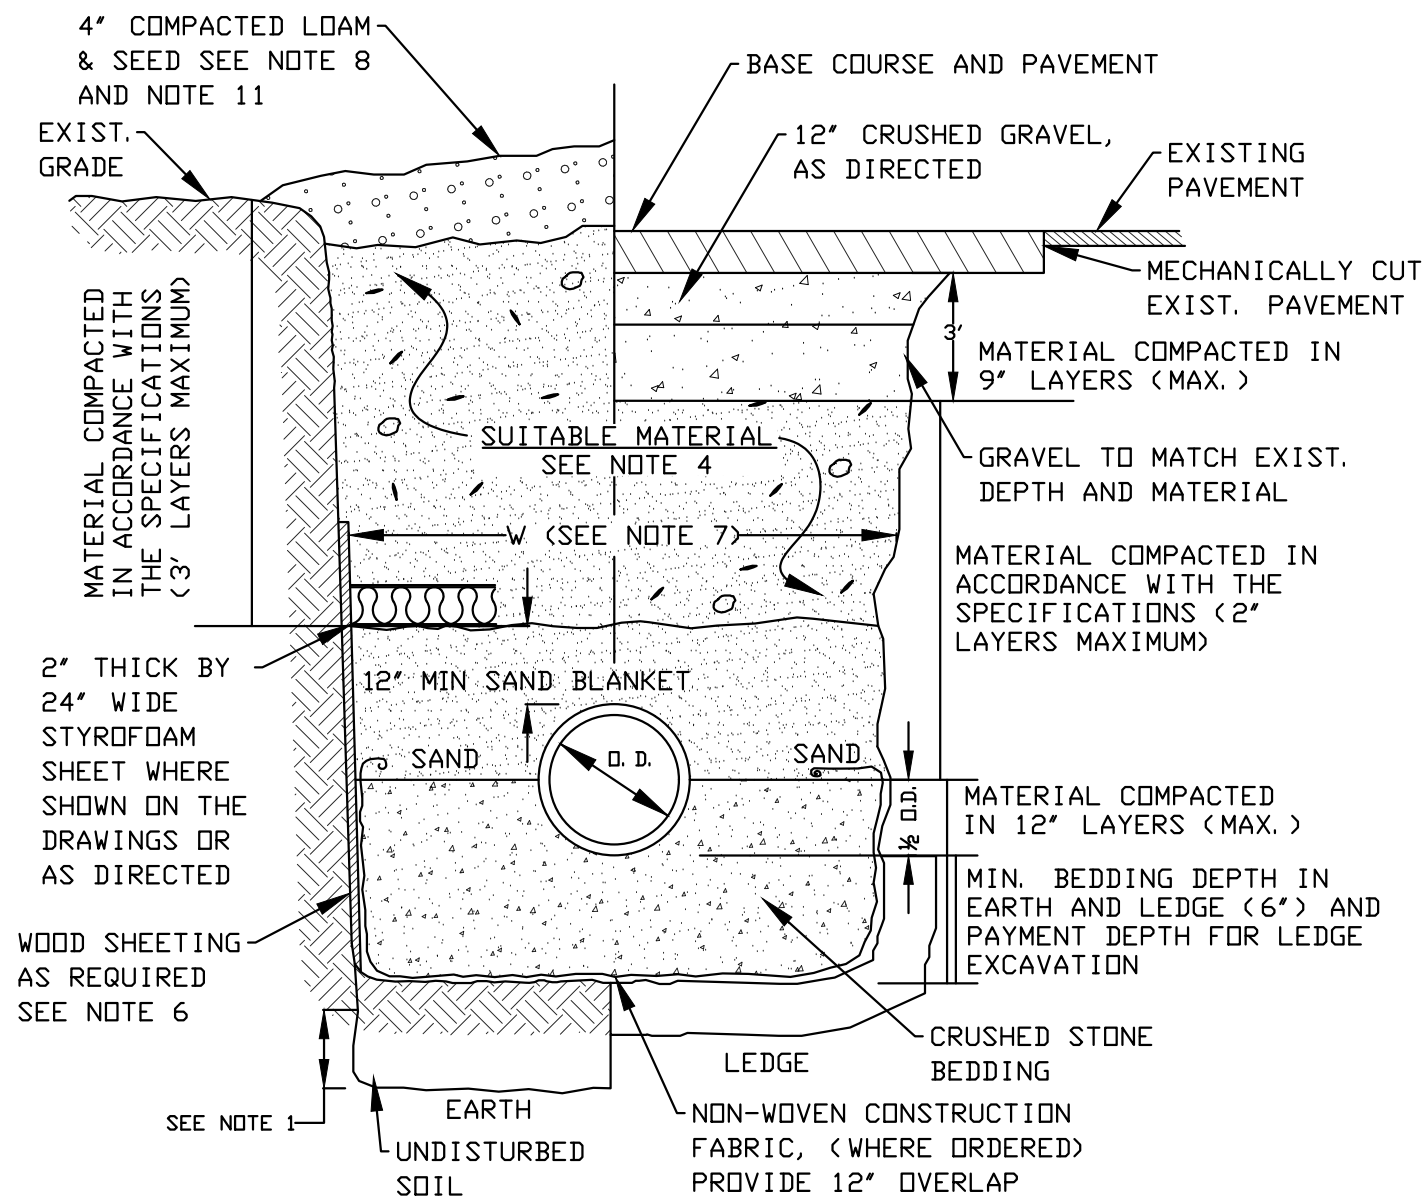 4" COMPACTED LOAM
& SEED SEE NOTE 8
AND NOTE 11
EXIST.
GRADE
BASE COURSE AND PAVEMENT
12" CRUSHED GRAVEL,
AS DIRECTED
EXISTING
PAVEMENT
MECHANICALLY CUT
EXIST. PAVEMENT
3'
MATERIAL COMPACTED IN
9" LAYERS (MAX.)
MATERIAL COMPACTED
IN ACCORDANCE WITH
THE SPECIFICATIONS
(3' LAYERS MAXIMUM)
SUITABLE MATERIAL
SEE NOTE 4
GRAVEL TO MATCH EXIST.
DEPTH AND MATERIAL
W (SEE NOTE 7)
MATERIAL COMPACTED IN
ACCORDANCE WITH THE
SPECIFICATIONS (2"
LAYERS MAXIMUM)
2" THICK BY
24" WIDE
STYROFOAM
SHEET WHERE
SHOWN ON THE
DRAWINGS OR
AS DIRECTED
12" MIN SAND BLANKET
SAND
O.D.
SAND
½ O.D.
MATERIAL COMPACTED
IN 12" LAYERS (MAX.)
MIN. BEDDING DEPTH IN
EARTH AND LEDGE (6") AND
PAYMENT DEPTH FOR LEDGE
EXCAVATION
WOOD SHEETING
AS REQUIRED
SEE NOTE 6
CRUSHED STONE
BEDDING
LEDGE
EARTH
SEE NOTE 1
UNDISTURBED
SOIL
NON-WOVEN CONSTRUCTION
FABRIC, (WHERE ORDERED)
PROVIDE 12" OVERLAP